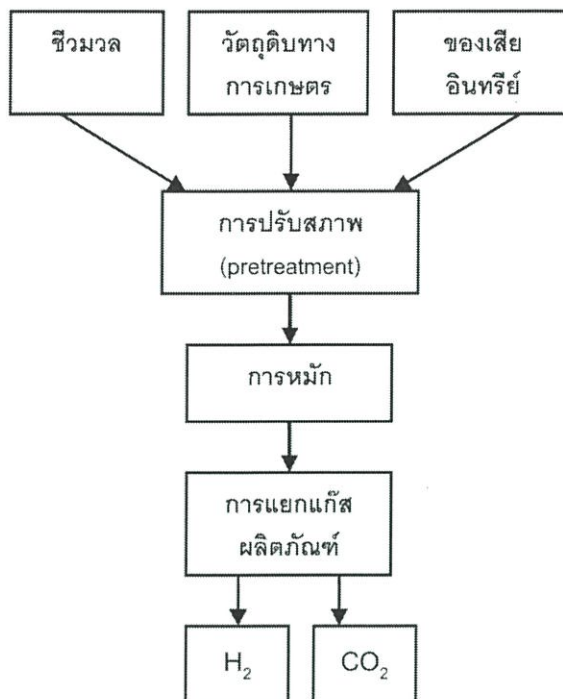 ชีวมวล
วัตถุดิบทาง
การเกษตร
ของเสีย
อินทรีย์
การปรับสภาพ
(pretreatment)
การหมัก
การแยกแก๊ส
ผลิตภัณฑ์
H₂
CO₂